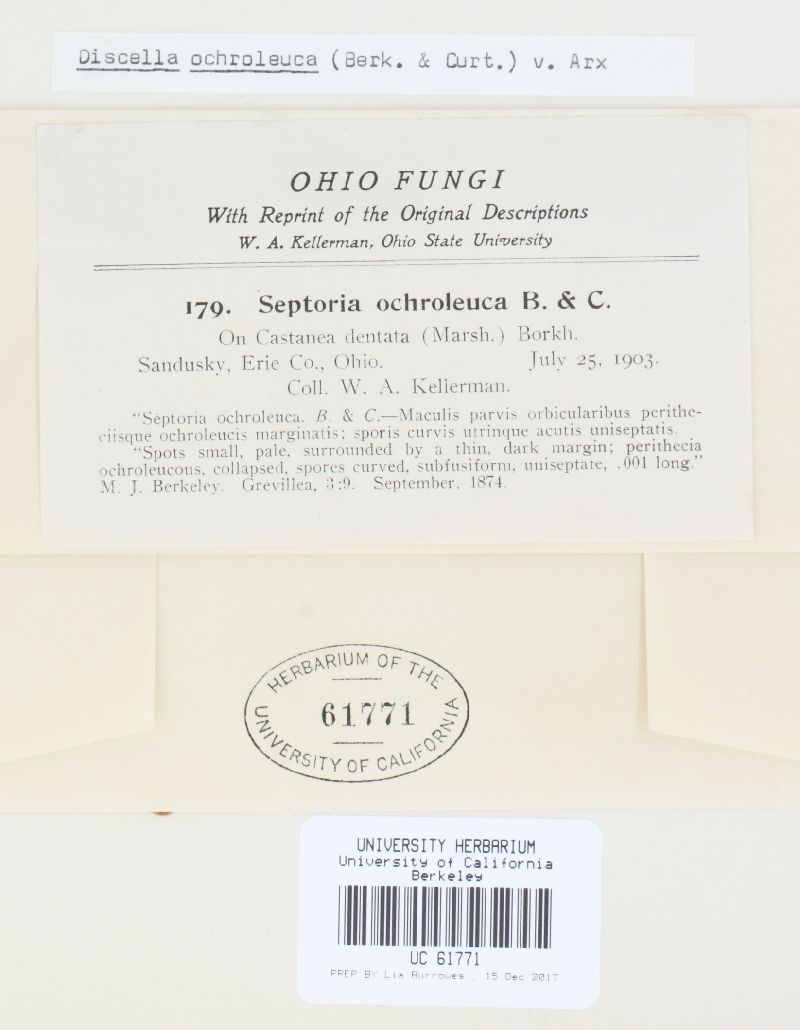 Discella ochroleuca (Berk. & Curt.) v. Arx
OHIO FUNGI
With Reprint of the Original Descriptions
W. A. Kellerman, Ohio State University
179. Septoria ochroleuca B. & C.
On Castanea dentata (Marsh.) Borkh.
Sandusky, Erie Co., Ohio. July 25, 1903.
Coll. W. A. Kellerman.
"Septoria ochroleuca. B. & C.—Maculis parvis orbicularibus perithe-
ciisque ochroleucis marginatis; sporis curvis utrinque acutis uniseptatis.
"Spots small, pale, surrounded by a thin, dark margin; perithecia
ochroleucous, collapsed, spores curved, subfusiform, uniseptate, .001 long."
M. J. Berkeley. Grevillea, 3:9. September, 1874.
HERBARIUM OF THE
61771
UNIVERSITY OF CALIFORNIA
UNIVERSITY HERBARIUM
University of California
Berkeley
UC 61771
PREP BY Lia Burrowes . 15 Dec 2017